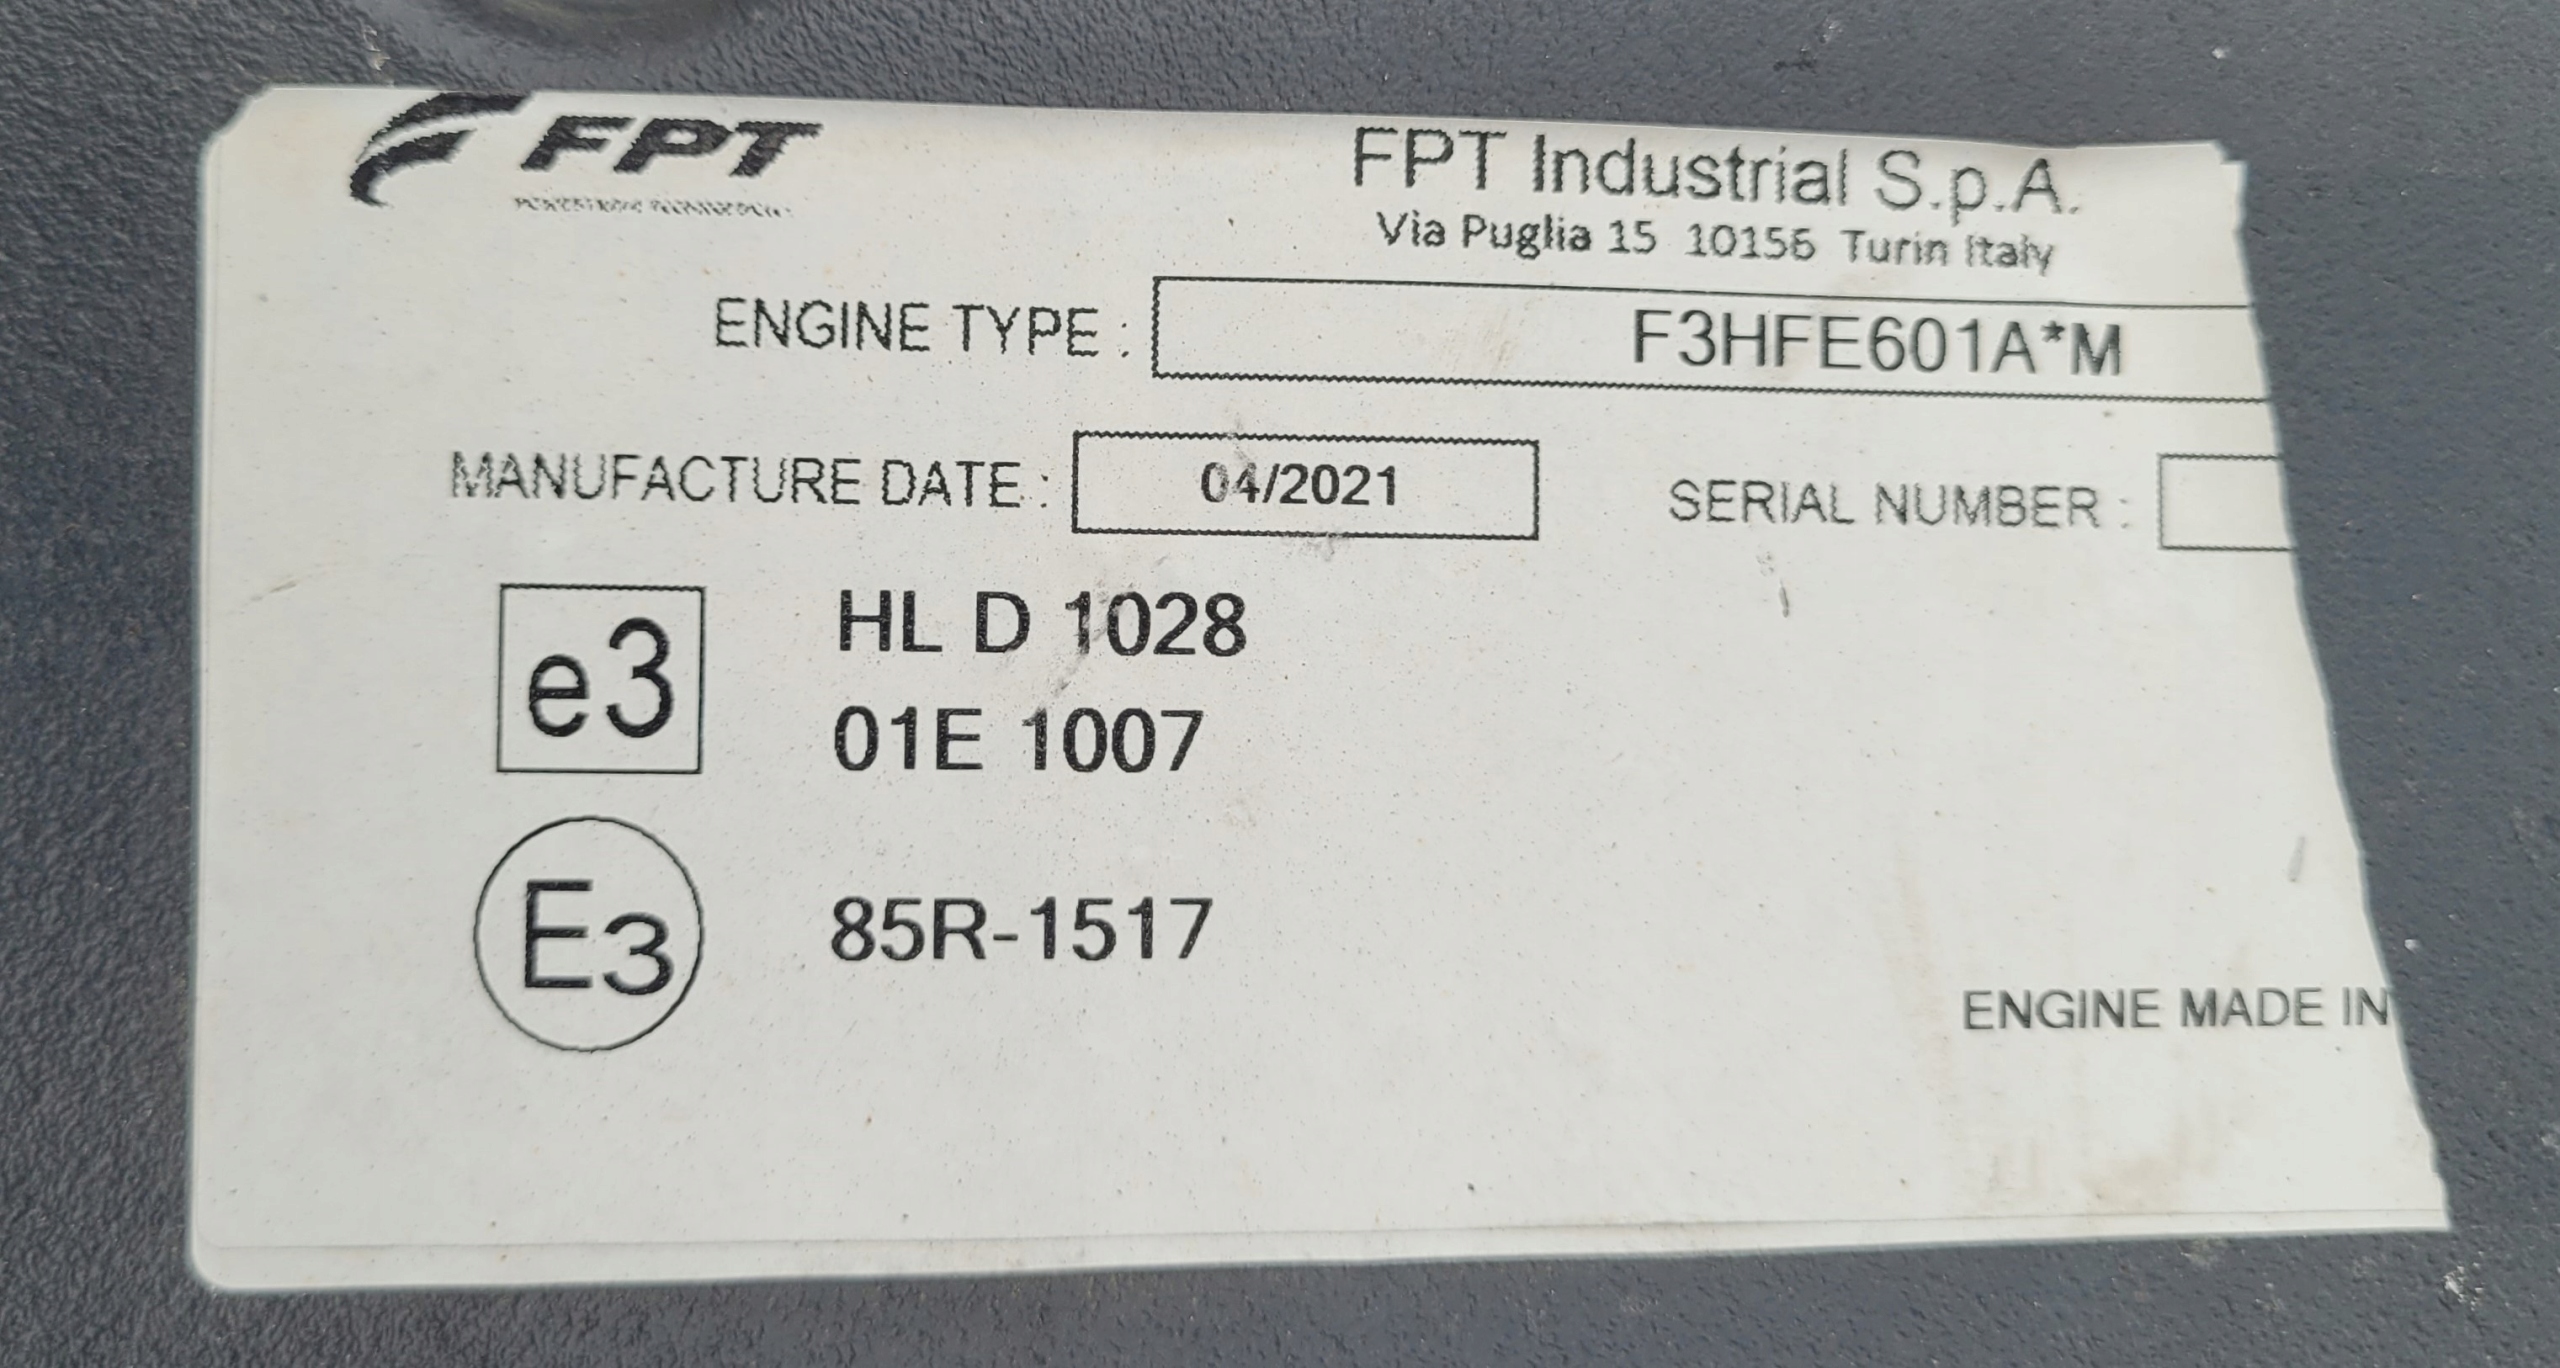 FPT
FPT Industrial S.p.A.
Via Puglia 15 10156 Turin Italy
ENGINE TYPE : F3HFE601A*M
MANUFACTURE DATE : 04/2021 SERIAL NUMBER :
e3 HL D 1028
01E 1007
E3 85R-1517
ENGINE MADE IN